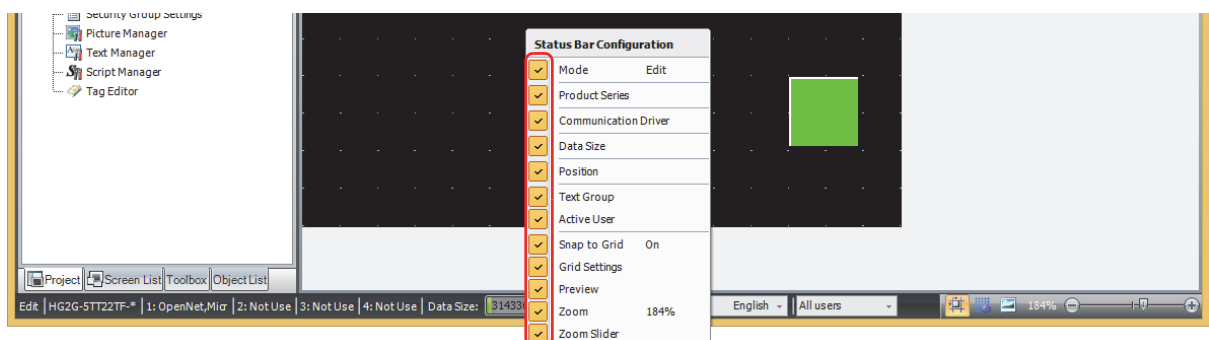 Security Group Settings
Picture Manager
Text Manager
Script Manager
Tag Editor
Status Bar Configuration
Mode Edit
Product Series
Communication Driver
Data Size
Position
Text Group
Active User
Snap to Grid On
Grid Settings
Preview
Zoom 184%
Zoom Slider
Project Screen List Toolbox Object List
Edit HG2G-5TT22TF-* 1: OpenNet,Micr 2: Not Use 3: Not Use 4: Not Use Data Size: English All users 184%